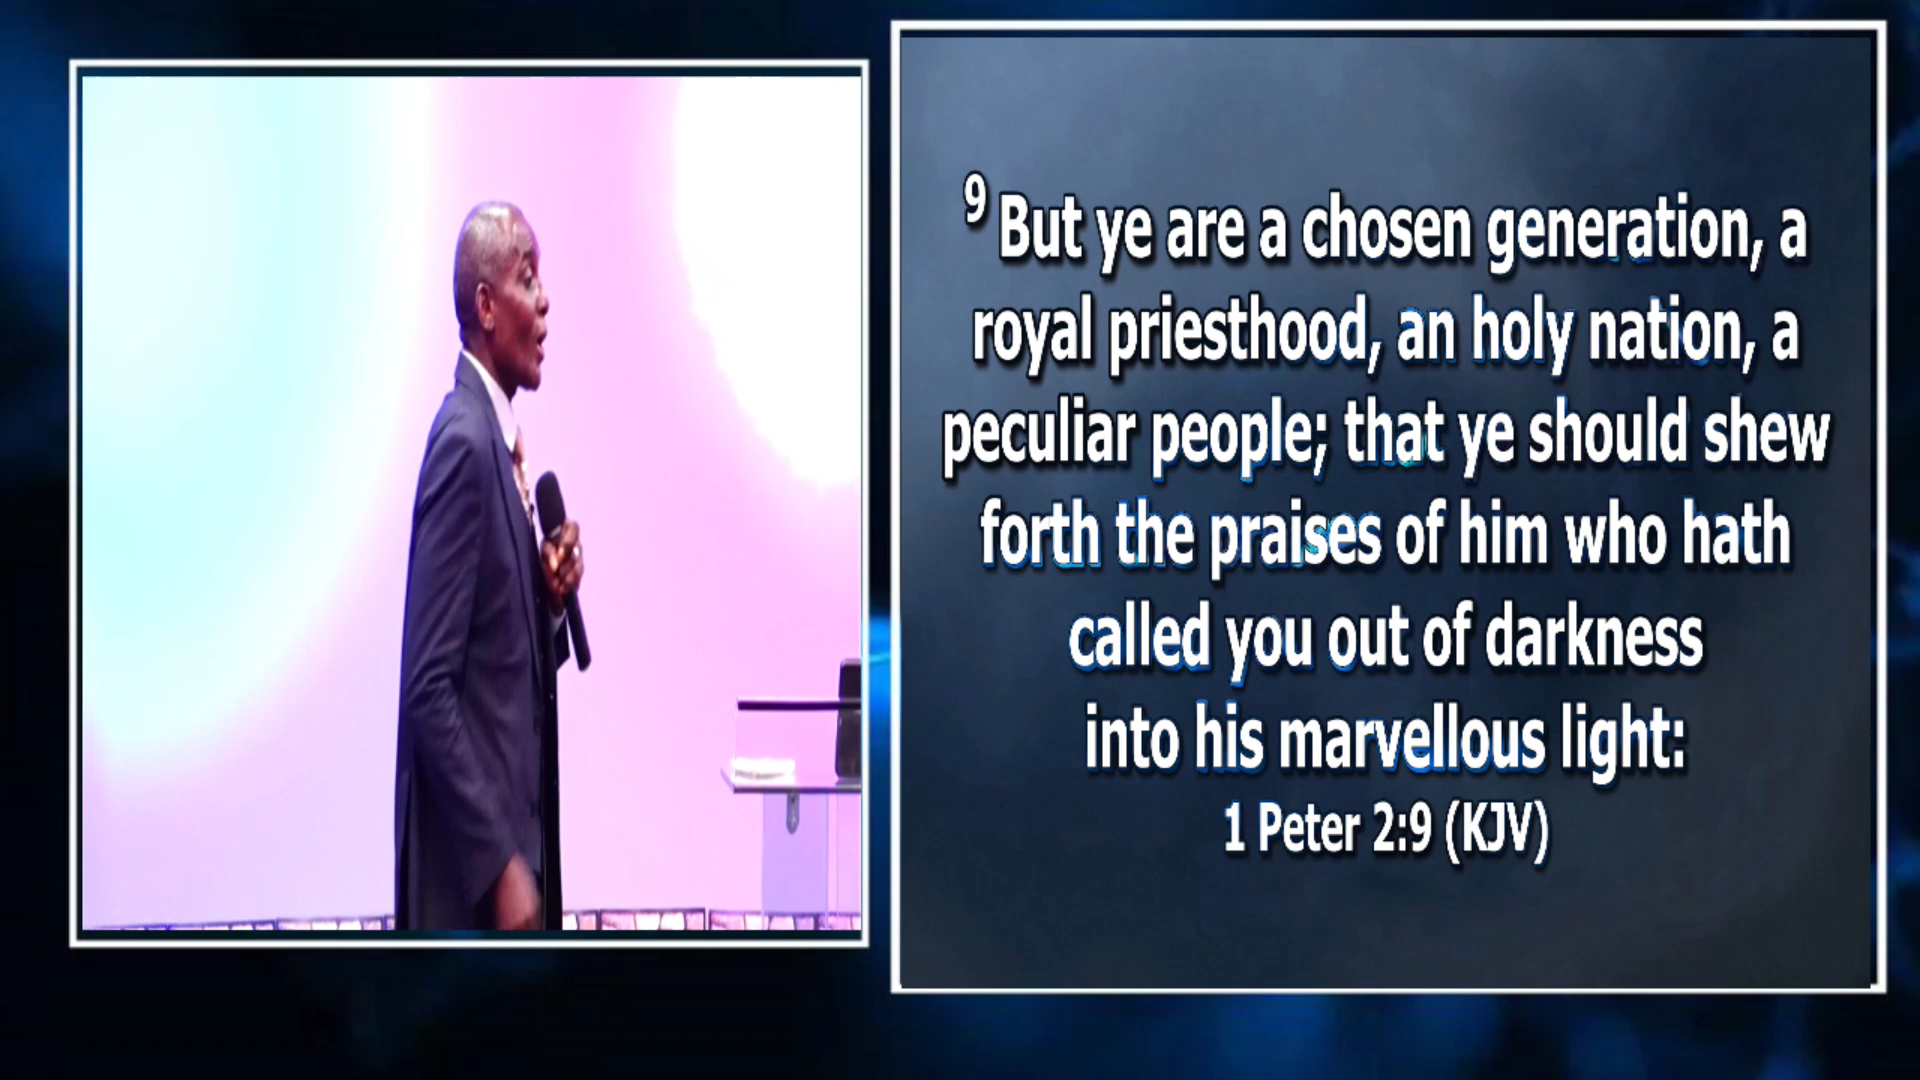 9 But ye are a chosen generation, a
royal priesthood, an holy nation, a
peculiar people; that ye should shew
forth the praises of him who hath
called you out of darkness
into his marvellous light:
1 Peter 2:9 (KJV)